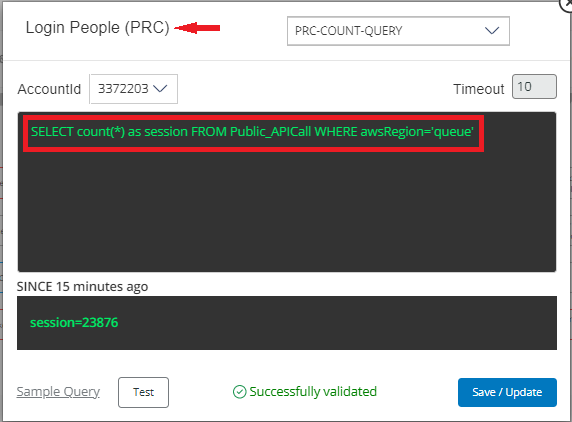 Login People (PRC)
PRC-COUNT-QUERY
AccountId
3372203
Timeout
10
SELECT count(*) as session FROM Public_APICall WHERE awsRegion='queue'
SINCE 15 minutes ago
session=23876
Sample Query
Test
Successfully validated
Save / Update